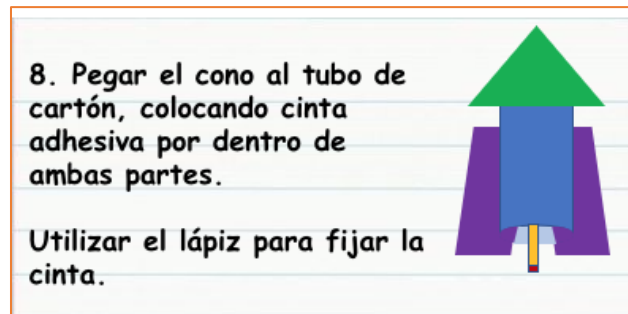 8. Pegar el cono al tubo de
cartón, colocando cinta
adhesiva por dentro de
ambas partes.
Utilizar el lápiz para fijar la
cinta.